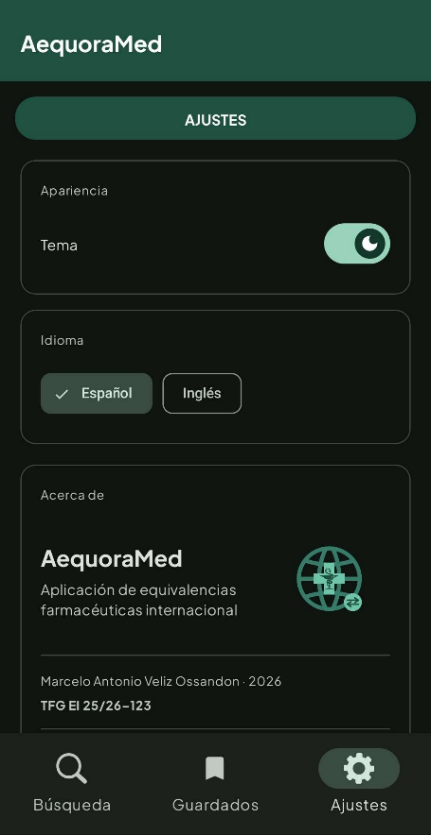 AequoraMed
AJUSTES
Apariencia
Tema
Idioma
Español
Inglés
Acerca de
AequoraMed
Aplicación de equivalencias
farmacéuticas internacional
Marcelo Antonio Veliz Ossandon · 2026
TFG EI 25/26–123
Búsqueda
Guardados
Ajustes